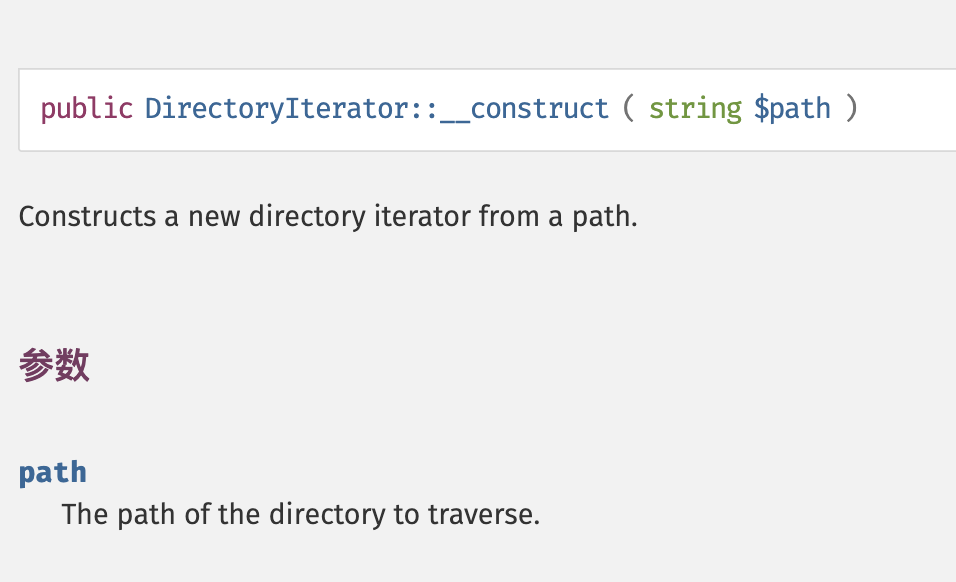 public DirectoryIterator::__construct ( string $path )
Constructs a new directory iterator from a path.
参数
path
The path of the directory to traverse.